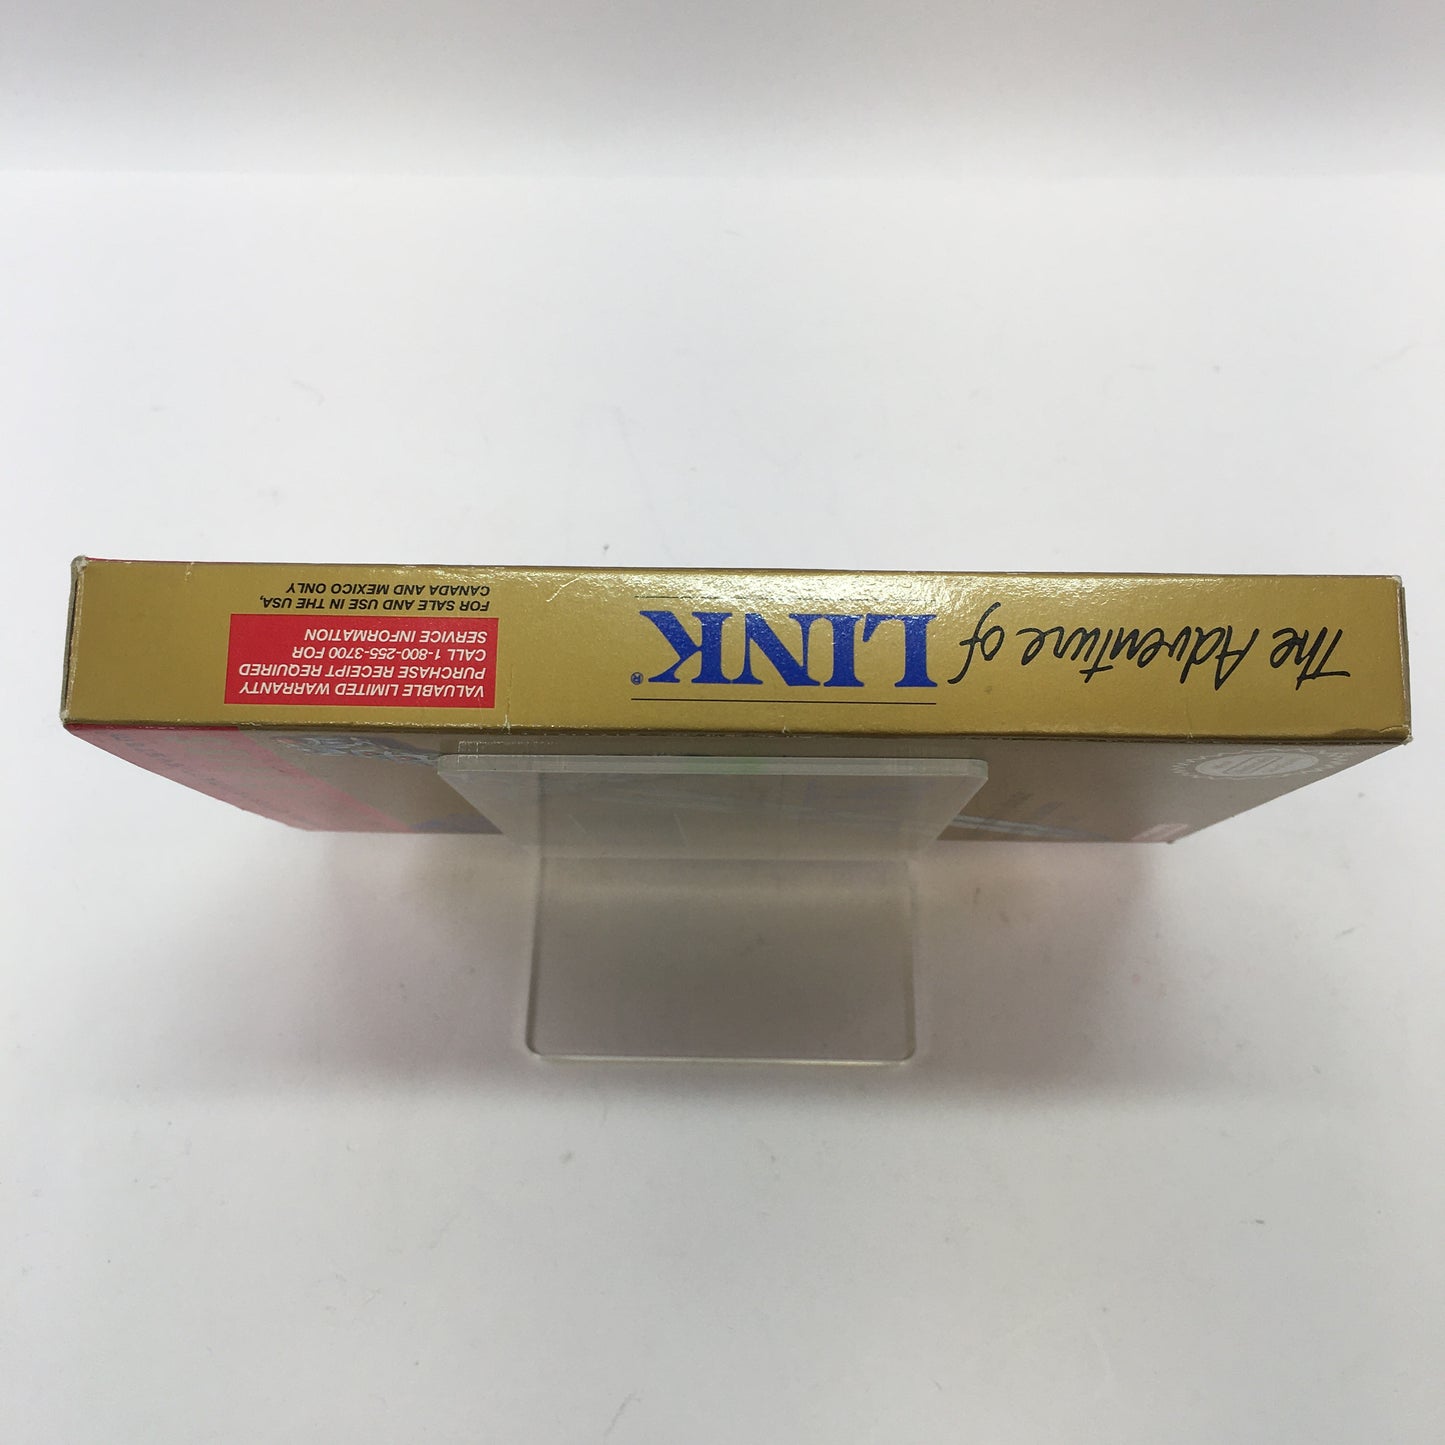 The Adventure of
LINK®
VALUABLE LIMITED WARRANTY
PURCHASE RECEIPT REQUIRED
CALL 1-800-255-3700 FOR
SERVICE INFORMATION
FOR SALE AND USE IN THE USA,
CANADA AND MEXICO ONLY